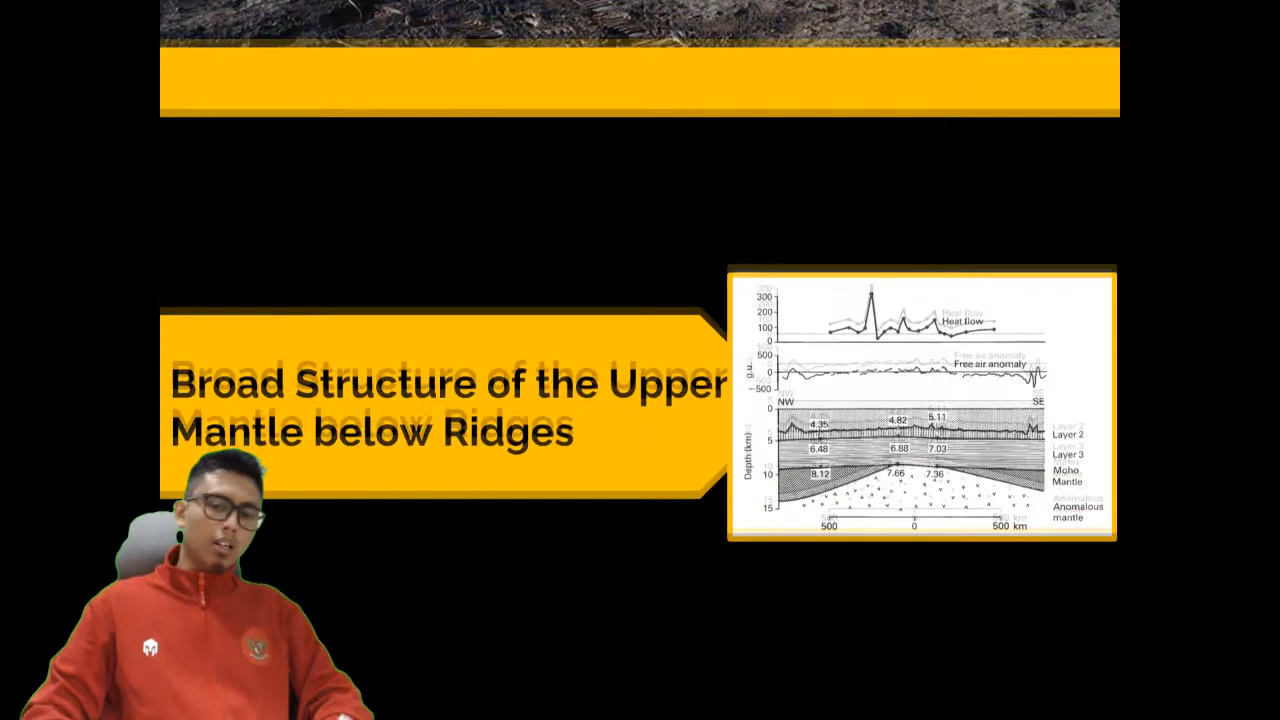 Broad Structure of the Upper
Mantle below Ridges
300
200
100
0
Heat flow
500
0
500
g.u.
Free air anomaly
NW
SE
0
5
10
15
Depth (km)
4.35
4.82
5.11
Layer 2
6.48
6.88
7.03
Layer 3
Moho
8.12
7.66
7.36
Mantle
Anomalous
mantle
500
0
500 km